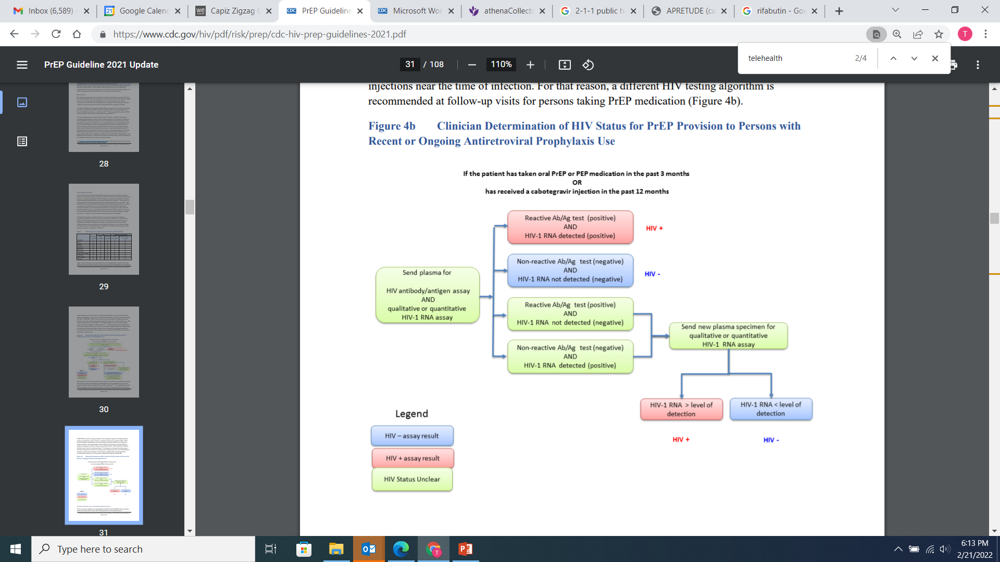 Inbox (6,589) -
Google Calend
Capiz Zigzag C
PrEP Guideline
Microsoft Wor
athenaCollecto
2-1-1 public h
APRETUDE (ca
rifabutin - Goo
https://www.cdc.gov/hiv/pdf/risk/prep/cdc-hiv-prep-guidelines-2021.pdf
T
telehealth 2/4
PrEP Guideline 2021 Update
31 / 108
110%
28
29
30
31
injections near the time of infection. For that reason, a different HIV testing algorithm is
recommended at follow-up visits for persons taking PrEP medication (Figure 4b).
Figure 4b Clinician Determination of HIV Status for PrEP Provision to Persons with
Recent or Ongoing Antiretroviral Prophylaxis Use
If the patient has taken oral PrEP or PEP medication in the past 3 months
OR
has received a cabotegravir injection in the past 12 months
Send plasma for
HIV antibody/antigen assay
AND
qualitative or quantitative
HIV-1 RNA assay
Reactive Ab/Ag test (positive)
AND
HIV-1 RNA detected (positive)
HIV +
Non-reactive Ab/Ag test (negative)
AND
HIV-1 RNA not detected (negative)
HIV -
Reactive Ab/Ag test (positive)
AND
HIV-1 RNA not detected (negative)
Non-reactive Ab/Ag test (negative)
AND
HIV-1 RNA detected (positive)
Send new plasma specimen for
qualitative or quantitative
HIV-1 RNA assay
HIV-1 RNA > level of
detection
HIV-1 RNA < level of
detection
HIV +
HIV -
Legend
HIV – assay result
HIV + assay result
HIV Status Unclear
Type here to search
6:13 PM
2/21/2022